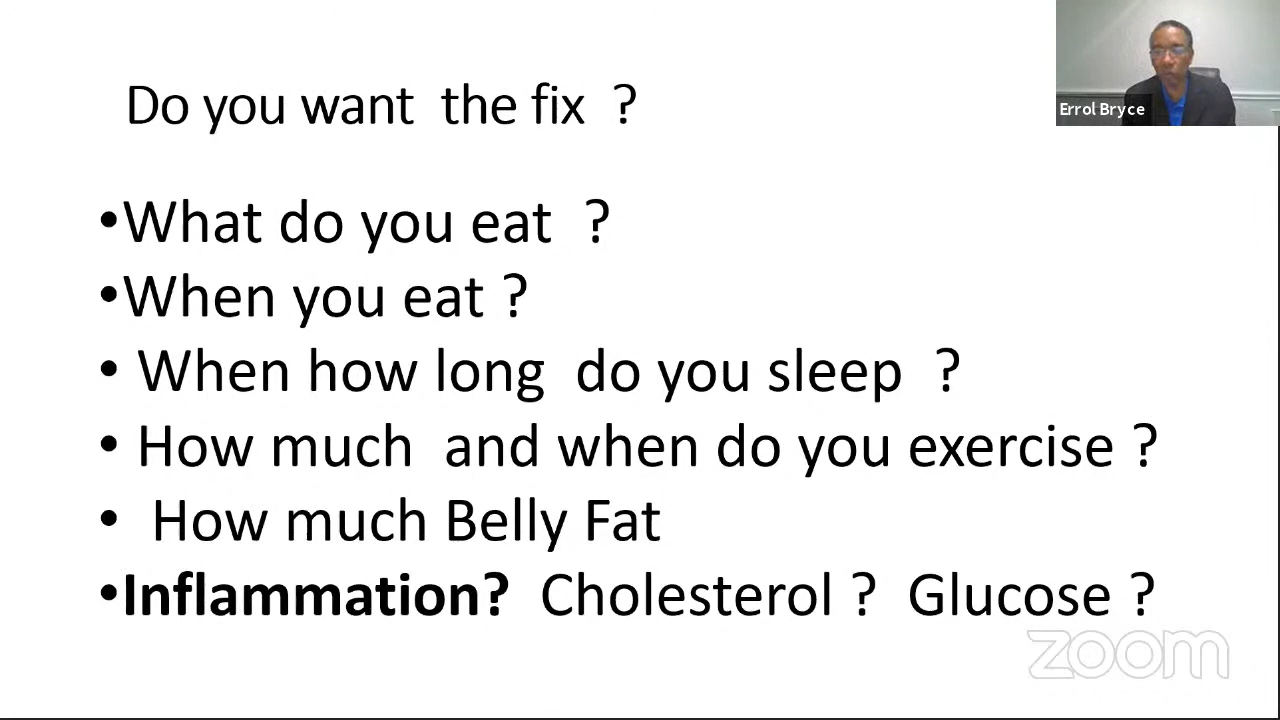 Do you want the fix ?
Errol Bryce
•What do you eat ?
•When you eat ?
• When how long do you sleep ?
• How much and when do you exercise ?
• How much Belly Fat
•Inflammation? Cholesterol ? Glucose ?
zoom